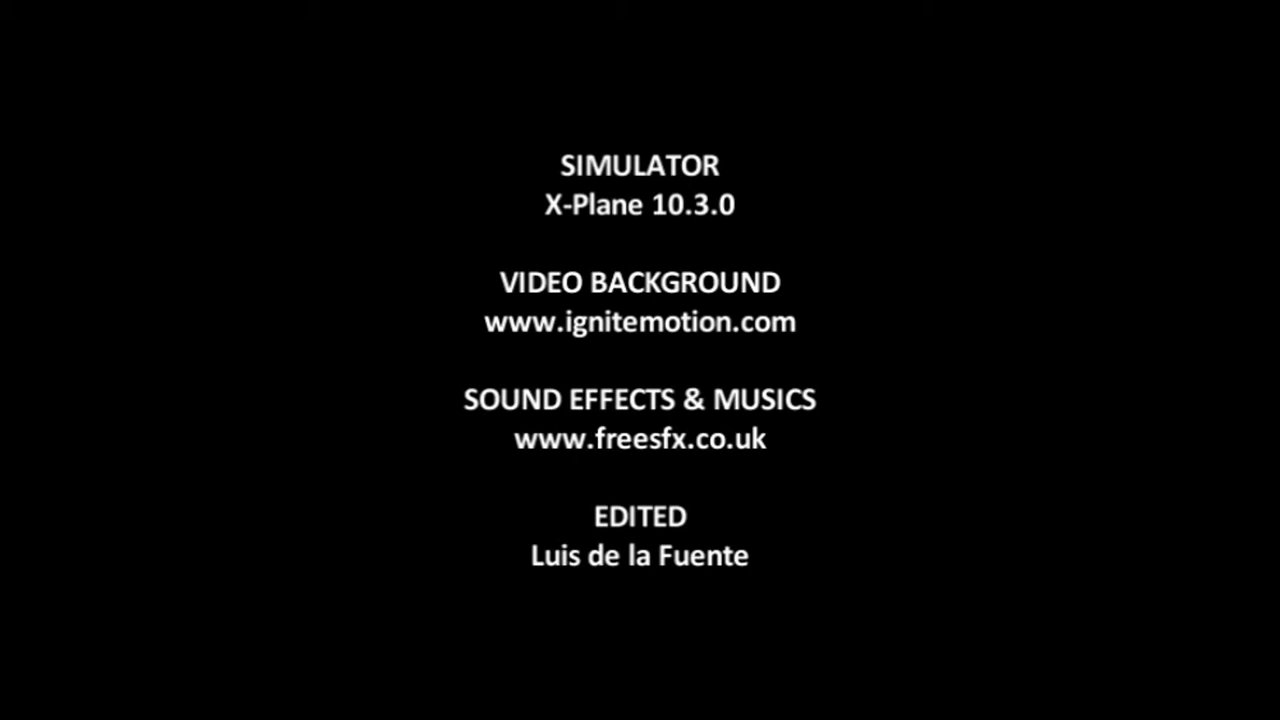 SIMULATOR
X-Plane 10.3.0
VIDEO BACKGROUND
www.ignitemotion.com
SOUND EFFECTS & MUSICS
www.freesfx.co.uk
EDITED
Luis de la Fuente